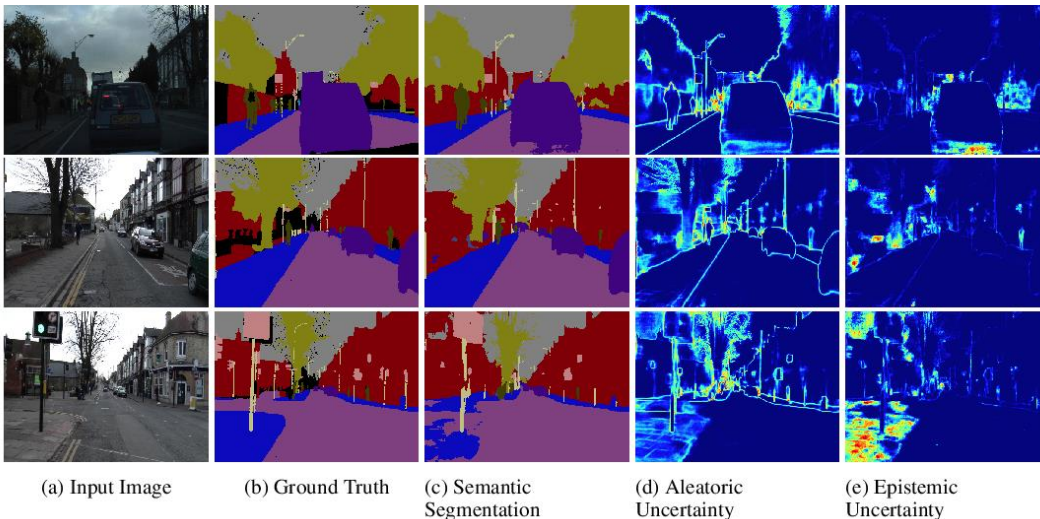 (a) Input Image
(b) Ground Truth
(c) Semantic
Segmentation
(d) Aleatoric
Uncertainty
(e) Epistemic
Uncertainty